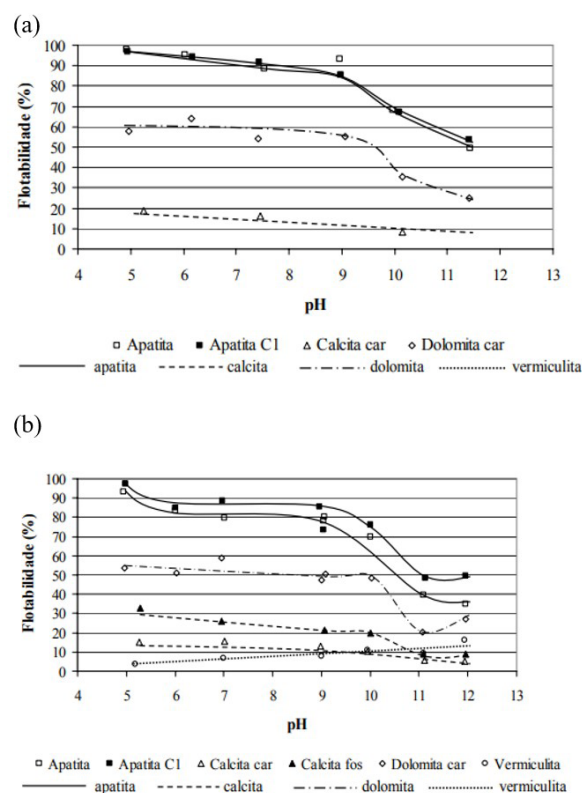 (a)
Flotabilidade (%)
100
90
80
70
60
50
40
30
20
10
0
4 5 6 7 8 9 10 11 12 13
pH
Apatita Apatita C1 Calcita car Dolomita car
apatita calcita dolomita vermiculita
(b)
Flotabilidade (%)
100
90
80
70
60
50
40
30
20
10
0
4 5 6 7 8 9 10 11 12 13
pH
Apatita Apatita C1 Calcita car Calcita fos Dolomita car Vermiculita
apatita calcita dolomita vermiculita